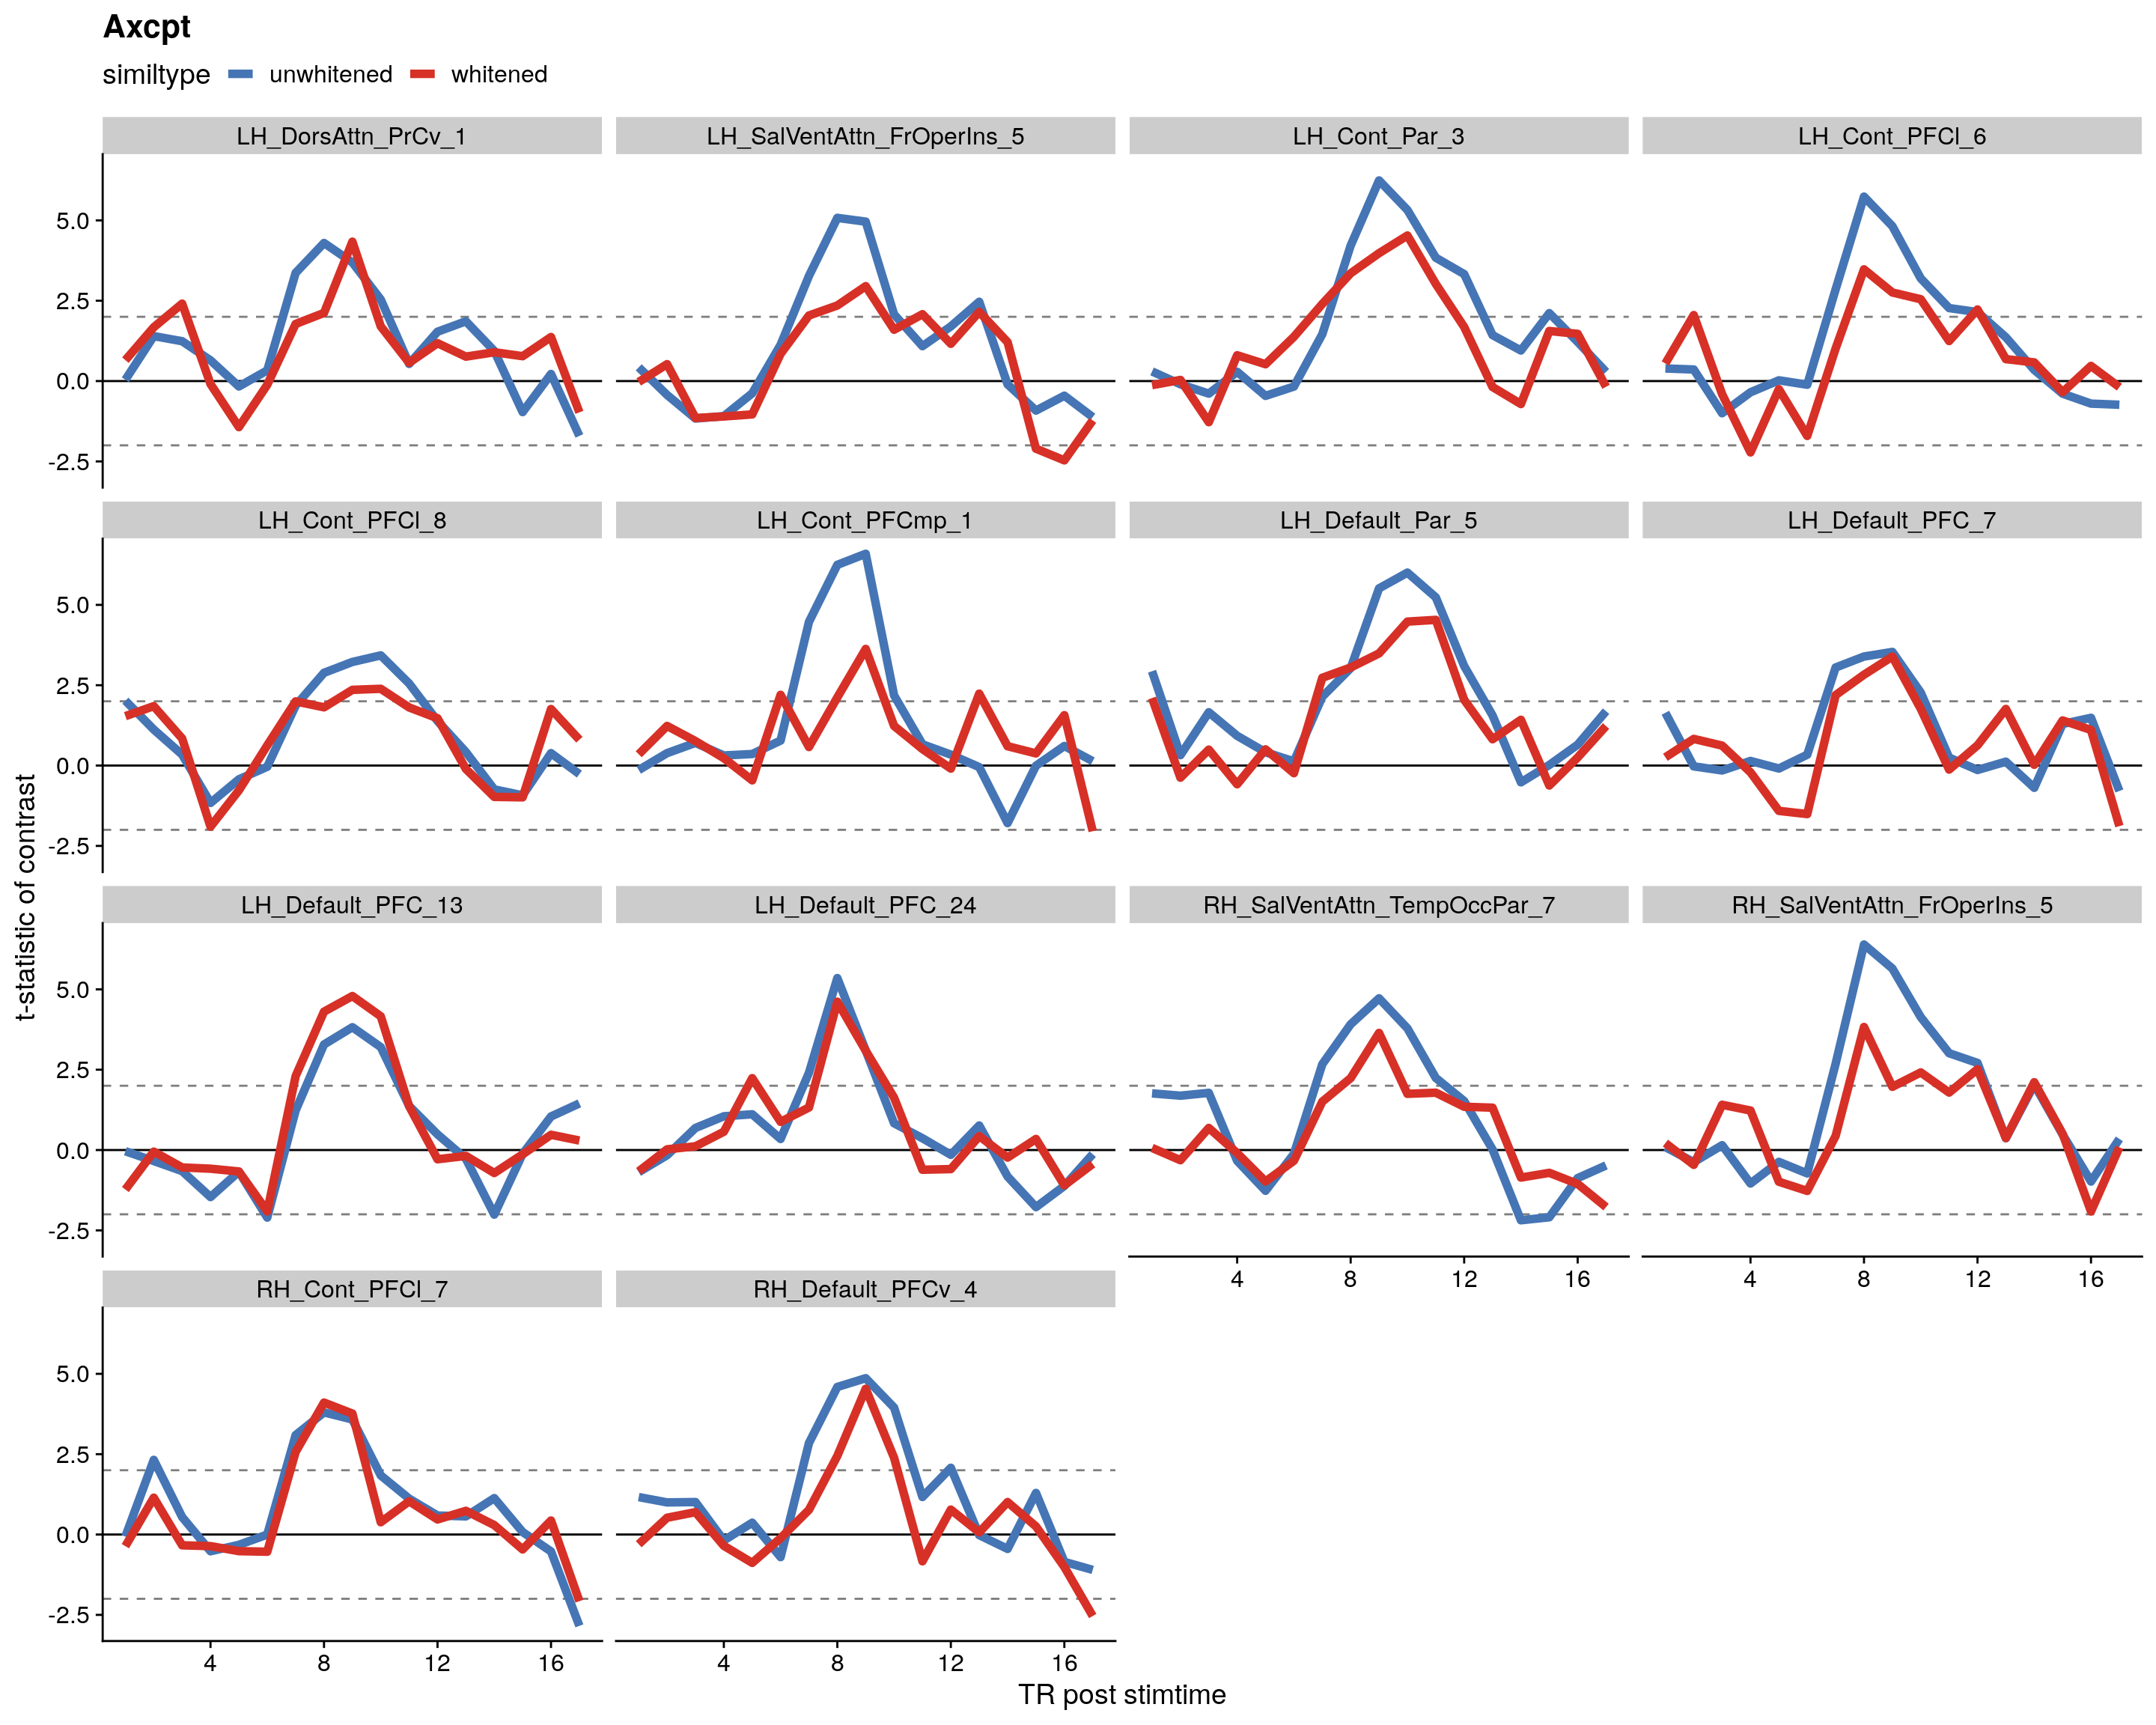 Axcpt
similtype unwhitened whitened
LH_DorsAttn_PrCv_1 LH_SalVentAttn_FrOperIns_5 LH_Cont_Par_3 LH_Cont_PFCl_6
5.0
2.5
0.0
-2.5
LH_Cont_PFCl_8 LH_Cont_PFCmp_1 LH_Default_Par_5 LH_Default_PFC_7
5.0
2.5
0.0
-2.5
t-statistic of contrast
LH_Default_PFC_13 LH_Default_PFC_24 RH_SalVentAttn_TempOccPar_7 RH_SalVentAttn_FrOperIns_5
5.0
2.5
0.0
-2.5
4 8 12 16 4 8 12 16
RH_Cont_PFCl_7 RH_Default_PFCv_4
5.0
2.5
0.0
-2.5
4 8 12 16 4 8 12 16
TR post stimtime